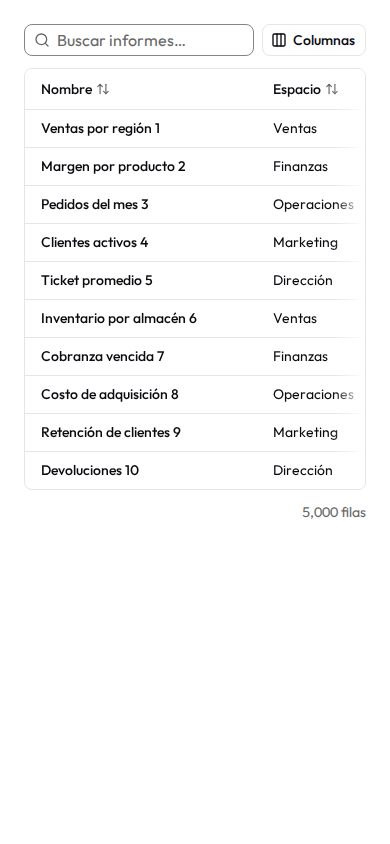 Buscar informes...
Columnas
Nombre Espacio
Ventas por región 1 Ventas
Margen por producto 2 Finanzas
Pedidos del mes 3 Operaciones
Clientes activos 4 Marketing
Ticket promedio 5 Dirección
Inventario por almacén 6 Ventas
Cobranza vencida 7 Finanzas
Costo de adquisición 8 Operaciones
Retención de clientes 9 Marketing
Devoluciones 10 Dirección
5,000 filas